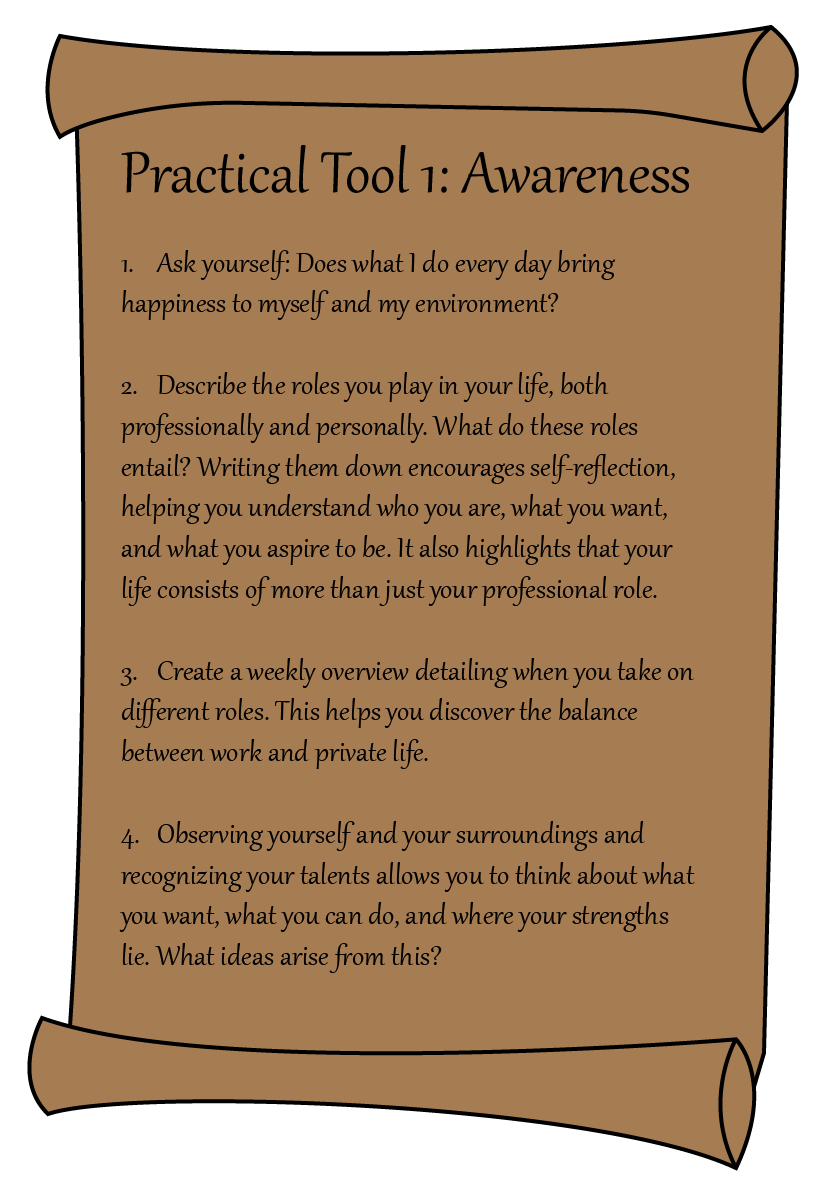 Practical Tool 1: Awareness
1. Ask yourself: Does what I do every day bring
happiness to myself and my environment?
2. Describe the roles you play in your life, both
professionally and personally. What do these roles
entail? Writing them down encourages self-reflection,
helping you understand who you are, what you want,
and what you aspire to be. It also highlights that your
life consists of more than just your professional role.
3. Create a weekly overview detailing when you take on
different roles. This helps you discover the balance
between work and private life.
4. Observing yourself and your surroundings and
recognizing your talents allows you to think about what
you want, what you can do, and where your strengths
lie. What ideas arise from this?